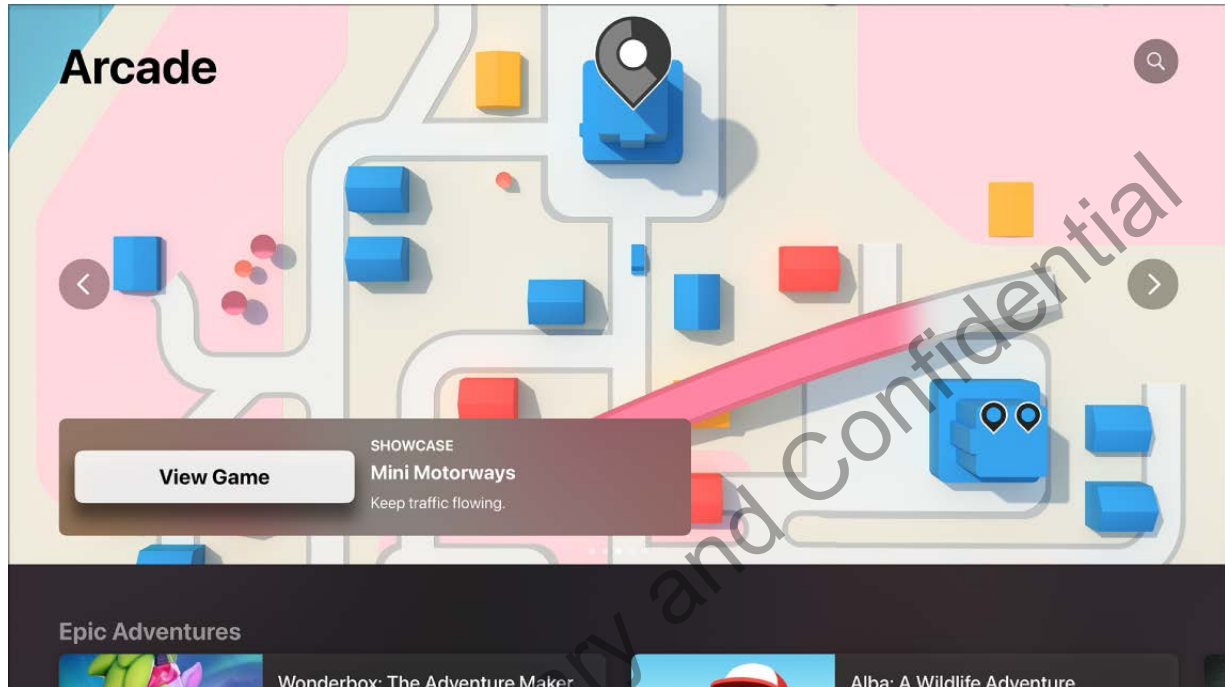 Arcade
View Game
SHOWCASE
Mini Motorways
Keep traffic flowing.
Epic Adventures
Wonderbox: The Adventure Maker
Alba: A Wildlife Adventure
and Confidential